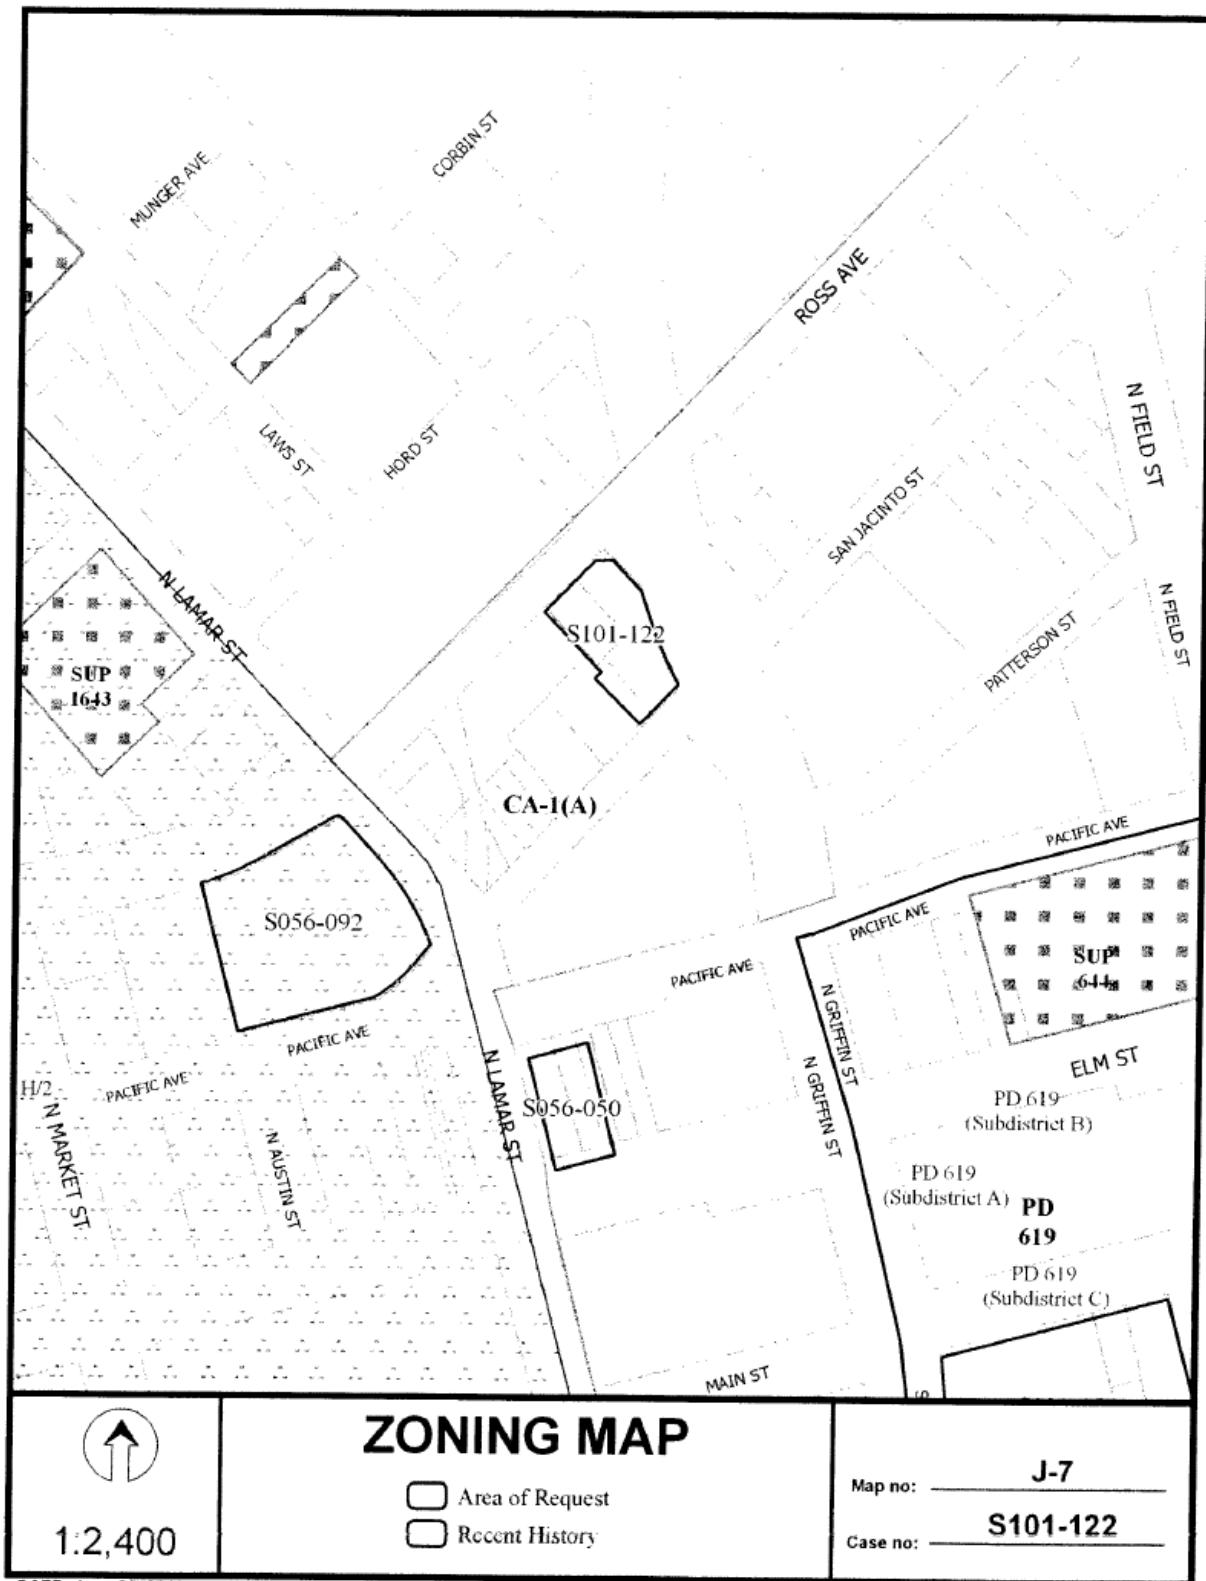 CORBIN ST
MUNGER AVE
ROSS AVE
N FIELD ST
LAWS ST
HORD ST
SAN JACINTO ST
N LAMAR ST
S101-122
N FIELD ST
PATTERSON ST
SUP
1643
CA-1(A)
PACIFIC AVE
S056-092
PACIFIC AVE
SUP
644
PACIFIC AVE
N GRIFFIN ST
PACIFIC AVE
N LAMAR ST
N GRIFFIN ST
ELM ST
H/2
PACIFIC AVE
S056-050
PD 619
(Subdistrict B)
N MARKET ST
N AUSTIN ST
PD 619
(Subdistrict A)
PD
619
PD 619
(Subdistrict C)
MAIN ST
ZONING MAP
Area of Request
Recent History
1:2,400
Map no: J-7
Case no: S101-122